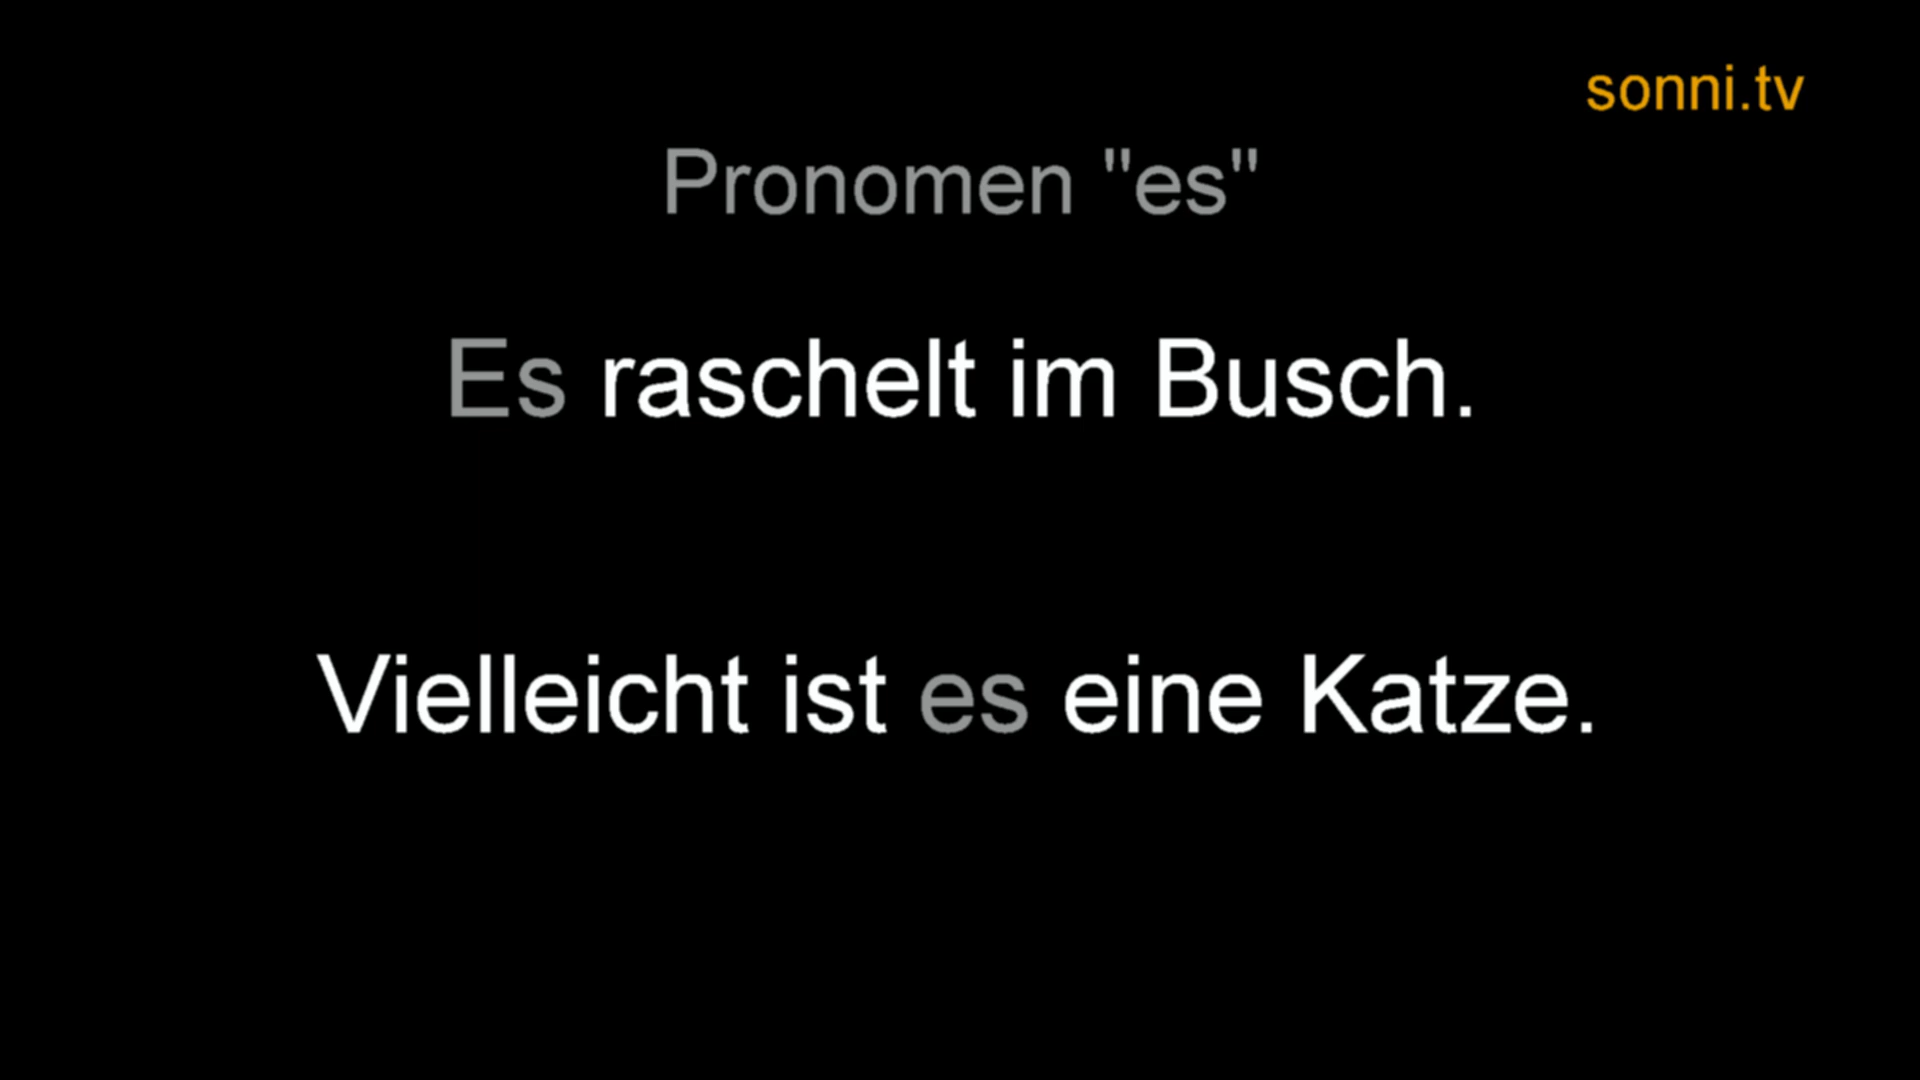 sonni.tv
Pronomen "es"
Es raschelt im Busch.
Vielleicht ist es eine Katze.